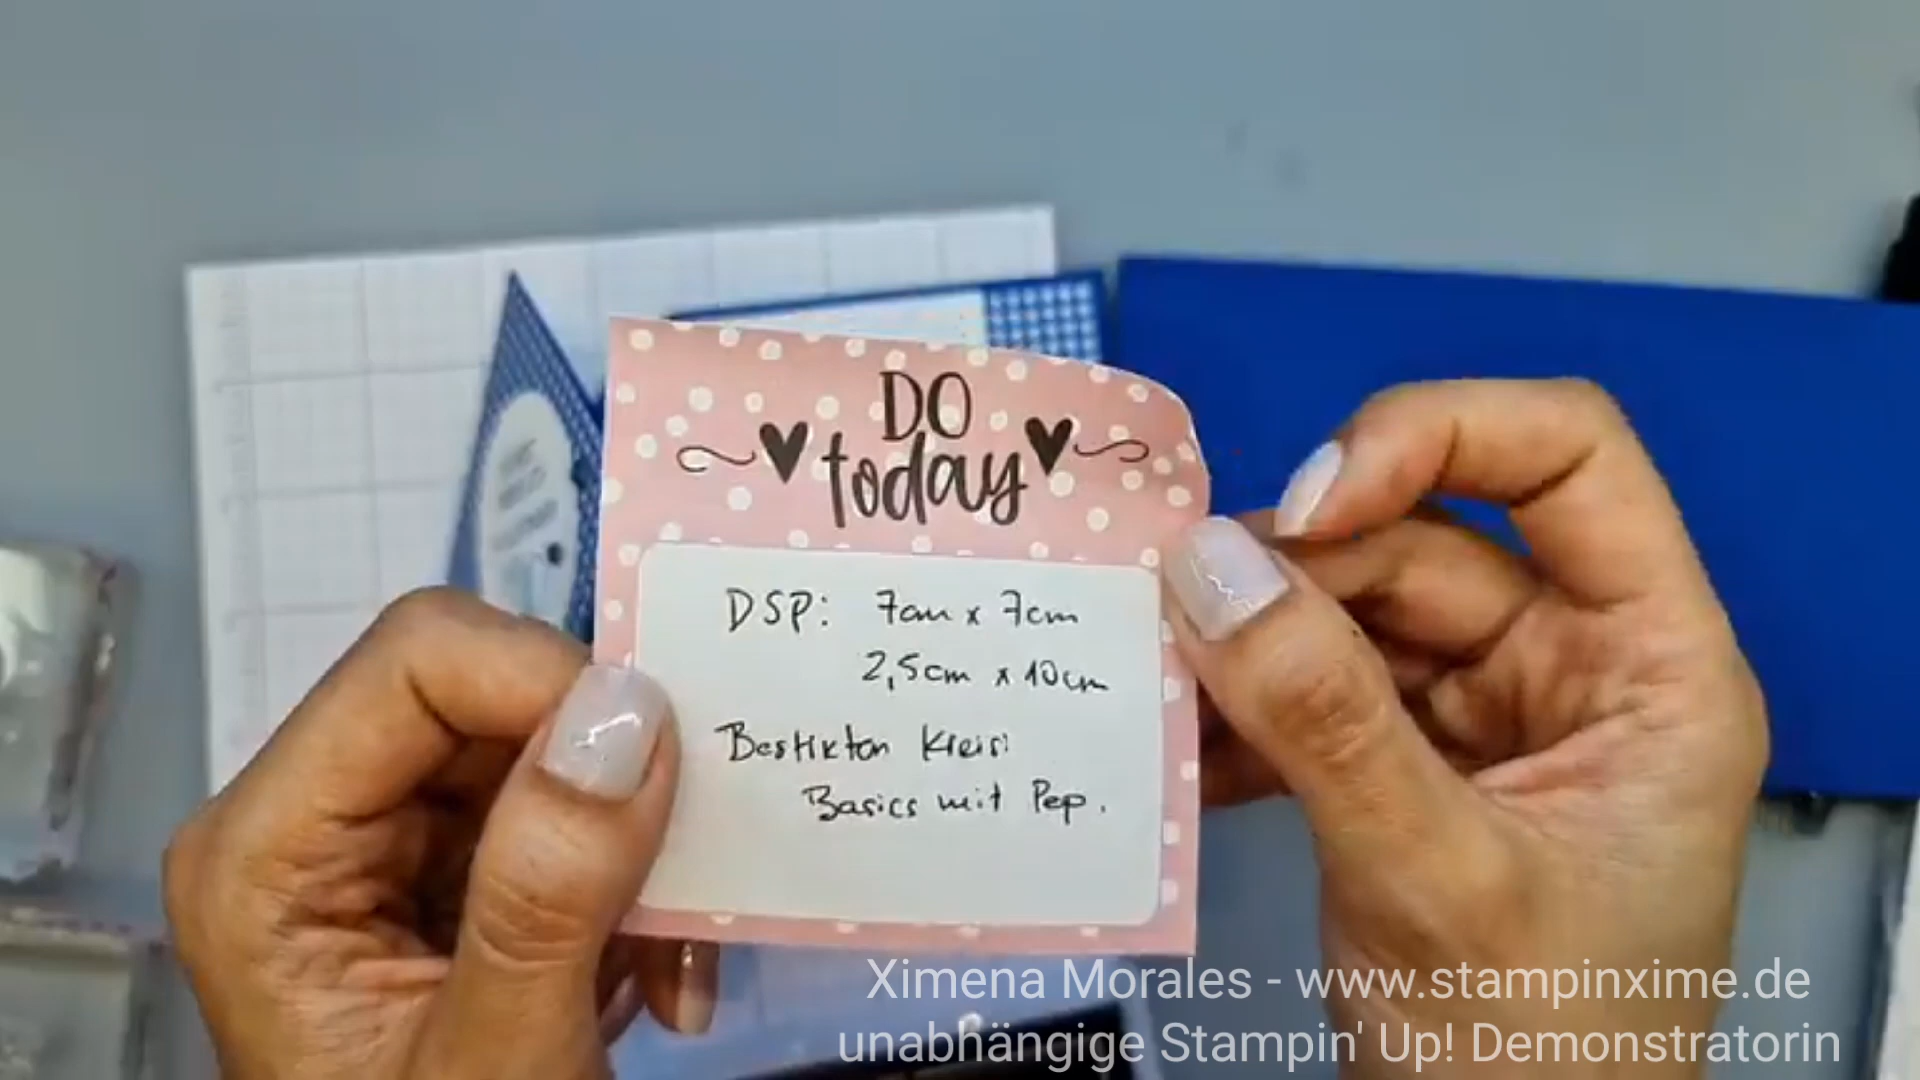 DO
today
DSP: 7cm x 7cm
2,5cm x 10cm
Bestikten Kreis:
Basics mit Pep.
Ximena Morales - www.stampinxime.de
unabhängige Stampin' Up! Demonstratorin